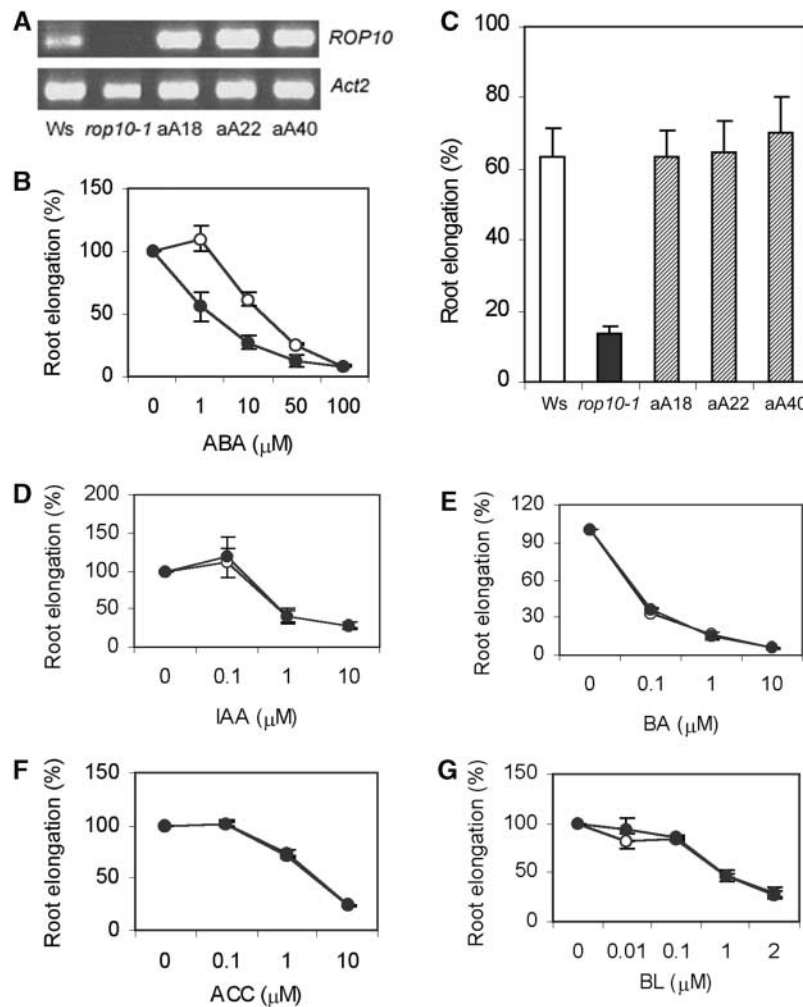 A
ROP10
Act2
Ws rop10-1 aA18 aA22 aA40
B
Root elongation (%)
150
100
50
0
0 1 10 50 100
ABA (μM)
C
Root elongation (%)
100
80
60
40
20
0
Ws rop10-1 aA18 aA22 aA40
D
Root elongation (%)
200
150
100
50
0
0 0.1 1 10
IAA (μM)
E
Root elongation (%)
120
90
60
30
0
0 0.1 1 10
BA (μM)
F
Root elongation (%)
150
100
50
0
0 0.1 1 10
ACC (μM)
G
Root elongation (%)
150
100
50
0
0 0.01 0.1 1 2
BL (μM)